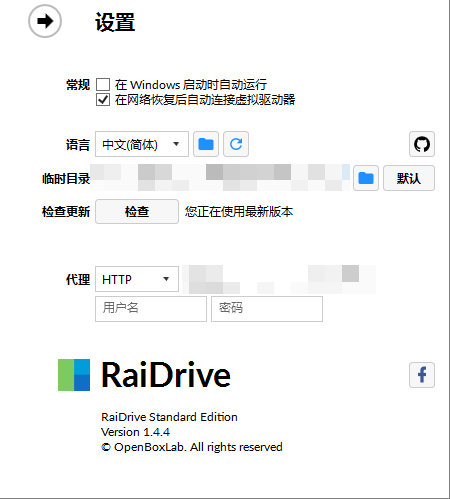 设置
常规 在 Windows 启动时自动运行
在网络恢复后自动连接虚拟驱动器
语言 中文(简体)
临时目录 默认
检查更新 检查 您正在使用最新版本
代理 HTTP
用户名 密码
RaiDrive
RaiDrive Standard Edition
Version 1.4.4
© OpenBoxLab. All rights reserved